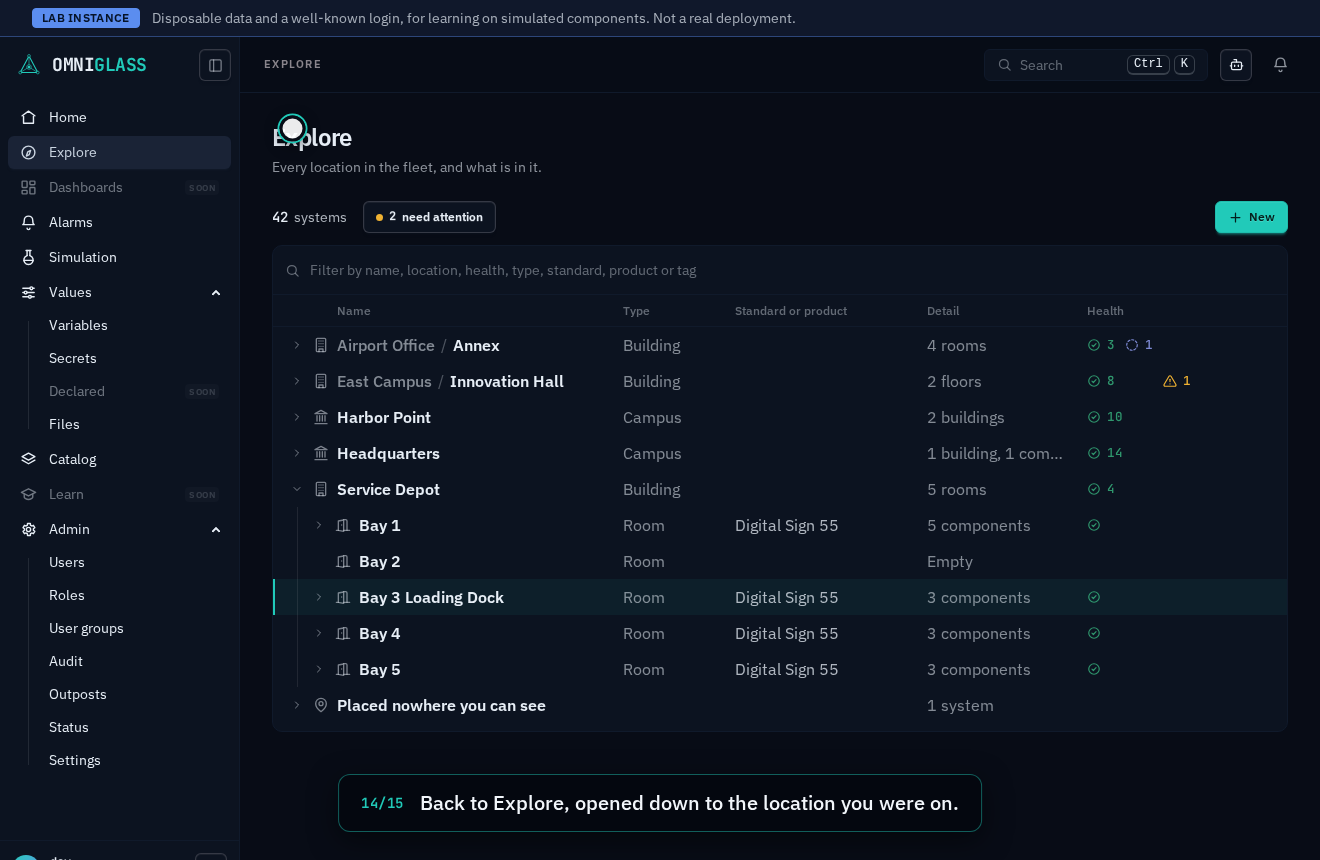 LAB INSTANCE Disposable data and a well-known login, for learning on simulated components. Not a real deployment.
OMNIGLASS
EXPLORE
Search Ctrl K
Home
Explore
Dashboards SOON
Alarms
Simulation
Values
Variables
Secrets
Declared SOON
Files
Catalog
Learn SOON
Admin
Users
Roles
User groups
Audit
Outposts
Status
Settings
Explore
Every location in the fleet, and what is in it.
42 systems 2 need attention New
Filter by name, location, health, type, standard, product or tag
Name Type Standard or product Detail Health
Airport Office / Annex Building 4 rooms 3 1
East Campus / Innovation Hall Building 2 floors 8 1
Harbor Point Campus 2 buildings 10
Headquarters Campus 1 building, 1 com… 14
Service Depot Building 5 rooms 4
Bay 1 Room Digital Sign 55 5 components
Bay 2 Room Empty
Bay 3 Loading Dock Room Digital Sign 55 3 components
Bay 4 Room Digital Sign 55 3 components
Bay 5 Room Digital Sign 55 3 components
Placed nowhere you can see 1 system
14/15 Back to Explore, opened down to the location you were on.